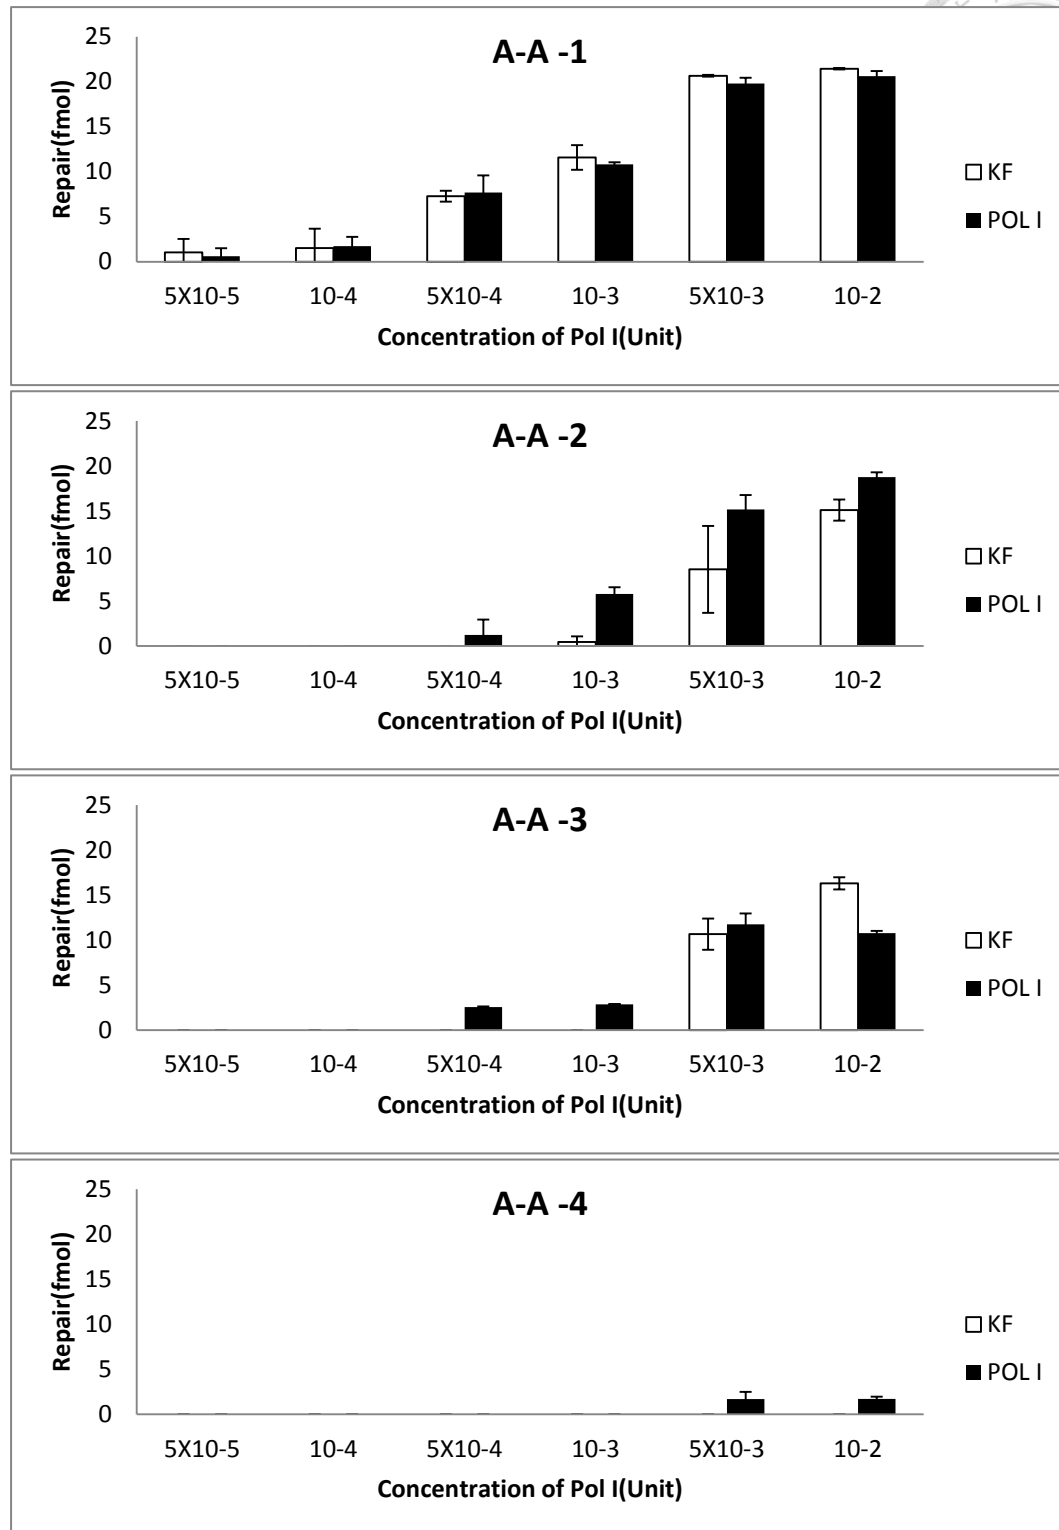 A-A -1
25
20
15
10
5
0
Repair(fmol)
5X10-5 10-4 5X10-4 10-3 5X10-3 10-2
Concentration of Pol I(Unit)
KF
POL I
A-A -2
25
20
15
10
5
0
Repair(fmol)
5X10-5 10-4 5X10-4 10-3 5X10-3 10-2
Concentration of Pol I(Unit)
KF
POL I
A-A -3
25
20
15
10
5
0
Repair(fmol)
5X10-5 10-4 5X10-4 10-3 5X10-3 10-2
Concentration of Pol I(Unit)
KF
POL I
A-A -4
25
20
15
10
5
0
Repair(fmol)
5X10-5 10-4 5X10-4 10-3 5X10-3 10-2
Concentration of Pol I(Unit)
KF
POL I